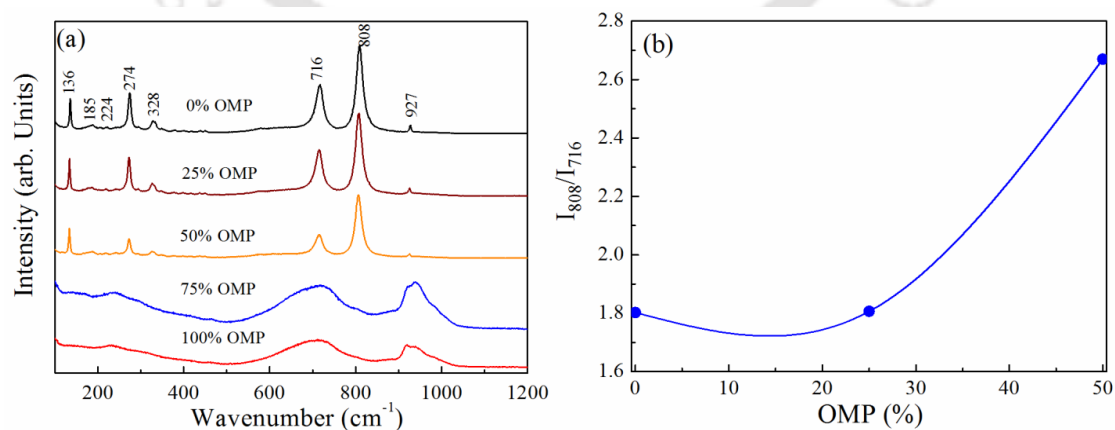 (a)
136
185
224
274
328
716
808
927
0% OMP
25% OMP
50% OMP
75% OMP
100% OMP
Intensity (arb. Units)
200 400 600 800 1000 1200
Wavenumber (cm⁻¹)
(b)
2.8
2.6
2.4
2.2
2.0
1.8
1.6
I₈₀₈/I₇₁₆
0 10 20 30 40 50
OMP (%)